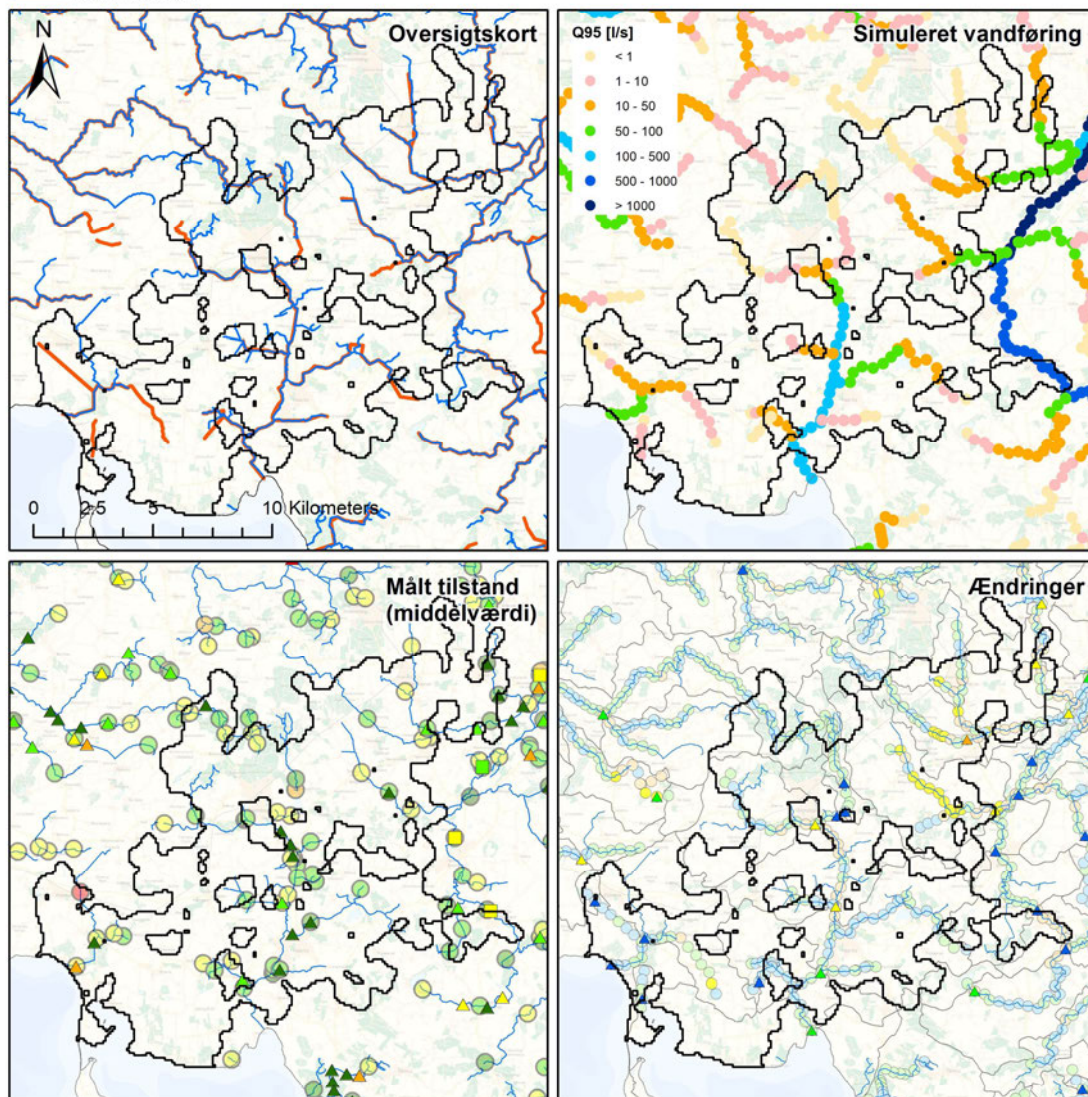 N
Oversigtskort
0
2.5
5
10 Kilometers
Q95 [l/s]
< 1
1 - 10
10 - 50
50 - 100
100 - 500
500 - 1000
> 1000
Simuleret vandføring
Målt tilstand
(middelværdi)
Ændringer